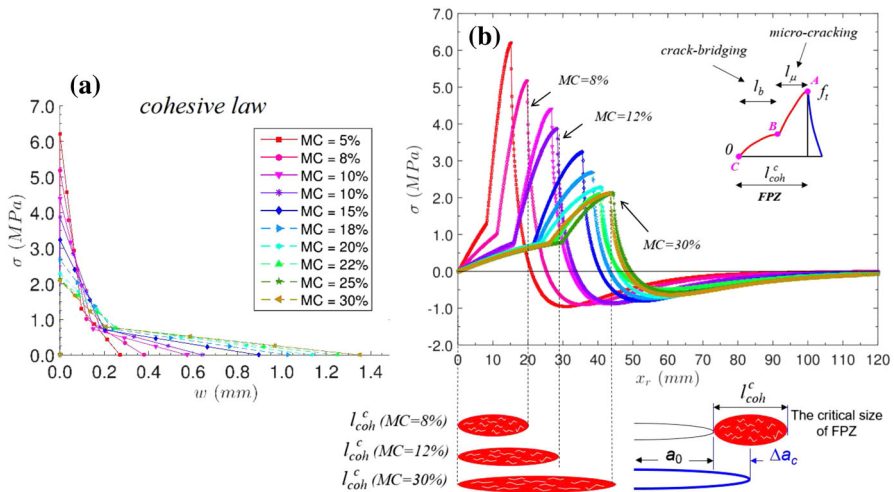 (a)
cohesive law
7.0
6.0
5.0
4.0
3.0
2.0
1.0
0.0
σ (MPa)
0.0 0.2 0.4 0.6 0.8 1.0 1.2 1.4
w (mm)
MC = 5%
MC = 8%
MC = 10%
MC = 10%
MC = 15%
MC = 18%
MC = 20%
MC = 22%
MC = 25%
MC = 30%
(b)
7.0
6.0
5.0
4.0
3.0
2.0
1.0
0.0
-1.0
-2.0
σ (MPa)
0 10 20 30 40 50 60 70 80 90 100 110 120
x_r (mm)
MC=8%
MC=12%
MC=30%
micro-cracking
crack-bridging
l_b
l_μ
A
f_t
B
0
C
l_coh^c
FPZ
l_coh^c (MC=8%)
l_coh^c (MC=12%)
l_coh^c (MC=30%)
l_coh^c
The critical size
of FPZ
a_0
Δa_c